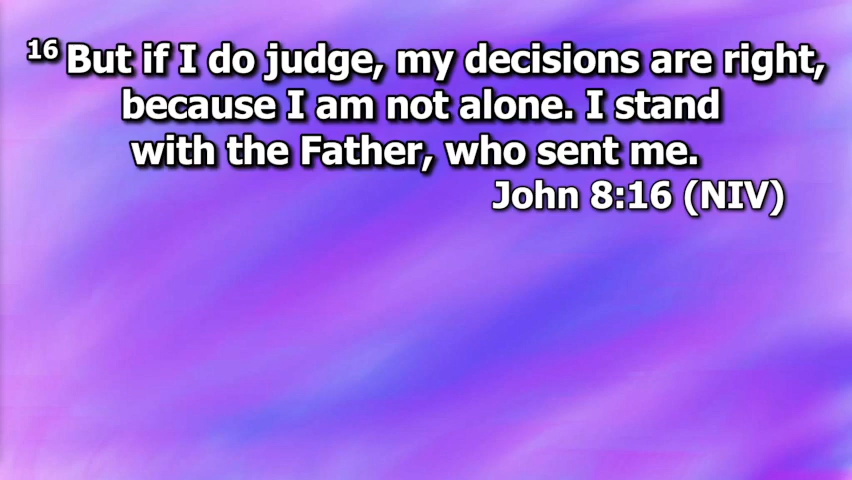 16 But if I do judge, my decisions are right,
because I am not alone. I stand
with the Father, who sent me.
John 8:16 (NIV)